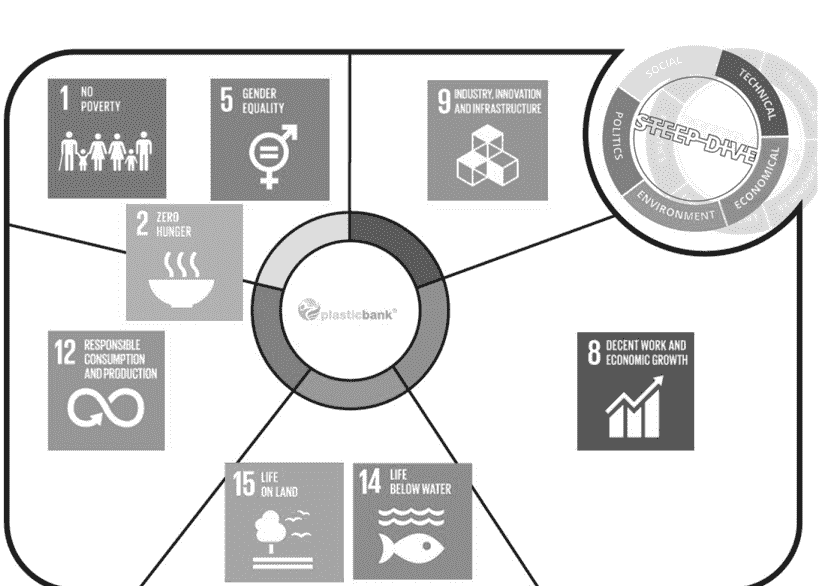 1 NO
POVERTY
5 GENDER
EQUALITY
9 INDUSTRY, INNOVATION
AND INFRASTRUCTURE
SOCIAL
TECHNICAL
POLITICS
STEEP-DIVE
ENVIRONMENT
ECONOMICAL
2 ZERO
HUNGER
plasticbank®
12 RESPONSIBLE
CONSUMPTION
AND PRODUCTION
8 DECENT WORK AND
ECONOMIC GROWTH
15 LIFE
ON LAND
14 LIFE
BELOW WATER